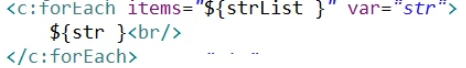 <c:forEach items="${strList }" var="str">
${str }<br/>
</c:forEach>